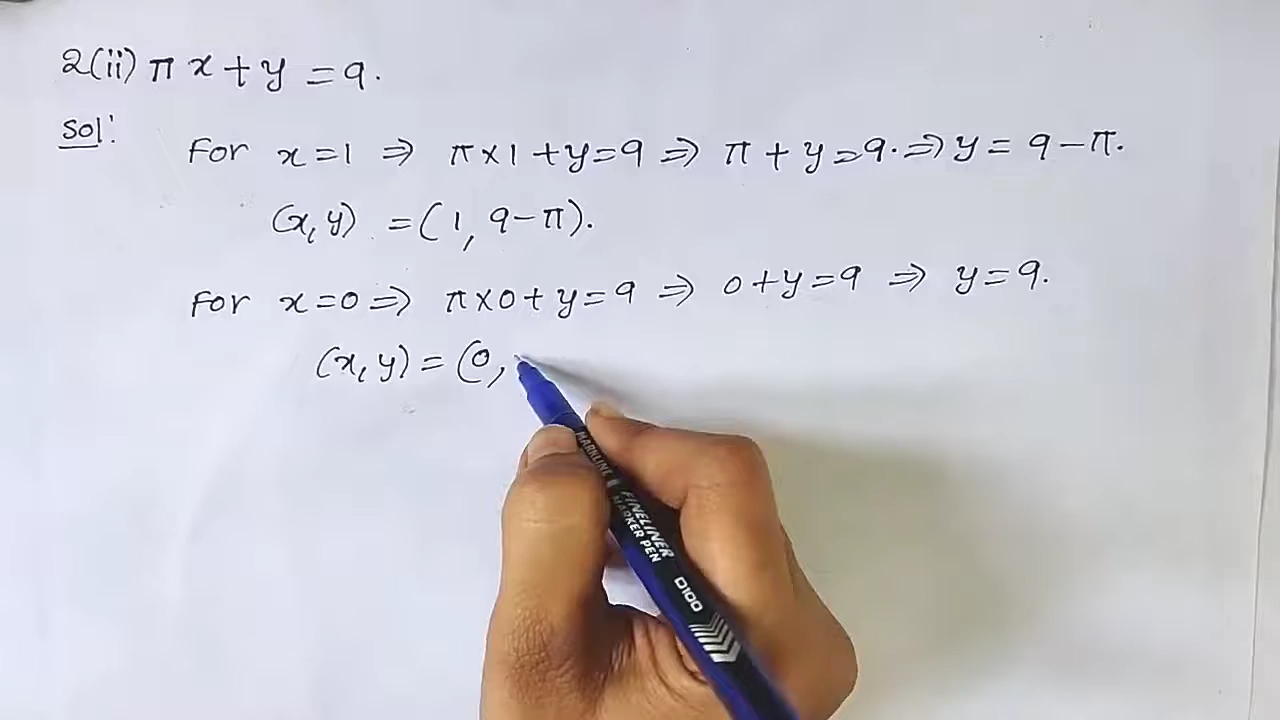 2(ii) π x + y = 9.
Sol:
For x = 1 ⇒ π×1 + y = 9 ⇒ π + y = 9. ⇒ y = 9 - π.
(x, y) = (1, 9 - π).
For x = 0 ⇒ π×0 + y = 9 ⇒ 0 + y = 9 ⇒ y = 9.
(x, y) = (0,
MARKLINE
FINELINER
MARKER PEN
D100